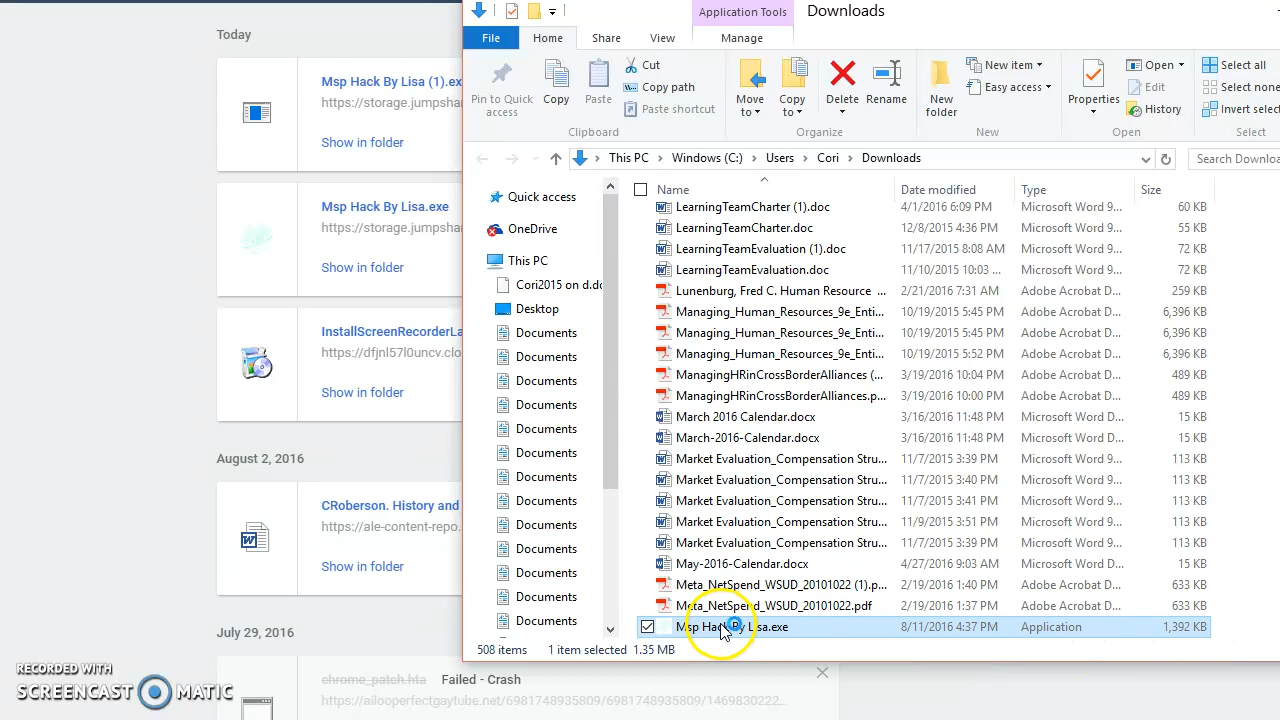 Application Tools
Downloads
File
Home
Share
View
Manage
Pin to Quick
access
Copy
Paste
Cut
Copy path
Paste shortcut
Clipboard
Move
to
Copy
to
Delete
Rename
Organize
New
folder
New item
Easy access
New
Properties
Open
Edit
History
Open
Select all
Select none
Invert selec
Select
This PC
Windows (C:)
Users
Cori
Downloads
Search Downlo
Name
Date modified
Type
Size
Quick access
OneDrive
This PC
Cori2015 on d.do
Desktop
Documents
Documents
Documents
Documents
Documents
Documents
Documents
Documents
Documents
Documents
Documents
Documents
Documents
LearningTeamCharter (1).doc 4/1/2016 6:09 PM Microsoft Word 9... 60 KB
LearningTeamCharter.doc 12/8/2015 4:36 PM Microsoft Word 9... 55 KB
LearningTeamEvaluation (1).doc 11/17/2015 8:08 AM Microsoft Word 9... 72 KB
LearningTeamEvaluation.doc 11/10/2015 10:03 ... Microsoft Word 9... 72 KB
Lunenburg, Fred C. Human Resource ... 2/21/2016 7:31 AM Adobe Acrobat D... 259 KB
Managing_Human_Resources_9e_Enti... 10/19/2015 5:45 PM Adobe Acrobat D... 6,396 KB
Managing_Human_Resources_9e_Enti... 10/19/2015 5:45 PM Adobe Acrobat D... 6,396 KB
Managing_Human_Resources_9e_Enti... 10/19/2015 5:52 PM Adobe Acrobat D... 6,396 KB
ManagingHRinCrossBorderAlliances (... 3/19/2016 10:04 PM Adobe Acrobat D... 489 KB
ManagingHRinCrossBorderAlliances.p... 3/19/2016 10:00 PM Adobe Acrobat D... 489 KB
March 2016 Calendar.docx 3/16/2016 11:48 PM Microsoft Word D... 15 KB
March-2016-Calendar.docx 3/16/2016 11:48 PM Microsoft Word D... 15 KB
Market Evaluation_Compensation Stru... 11/7/2015 3:39 PM Microsoft Word 9... 113 KB
Market Evaluation_Compensation Stru... 11/7/2015 3:40 PM Microsoft Word 9... 113 KB
Market Evaluation_Compensation Stru... 11/7/2015 3:41 PM Microsoft Word 9... 113 KB
Market Evaluation_Compensation Stru... 11/9/2015 3:51 PM Microsoft Word 9... 113 KB
Market Evaluation_Compensation Stru... 11/7/2015 3:39 PM Microsoft Word 9... 113 KB
May-2016-Calendar.docx 4/27/2016 9:03 AM Microsoft Word D... 15 KB
Meta_NetSpend_WSUD_20101022 (1).p... 2/19/2016 1:40 PM Adobe Acrobat D... 633 KB
Meta_NetSpend_WSUD_20101022.pdf 2/19/2016 1:37 PM Adobe Acrobat D... 633 KB
Msp Hack By Lisa.exe 8/11/2016 4:37 PM Application 1,392 KB
508 items 1 item selected 1.35 MB
Today
Msp Hack By Lisa (1).ex
https://storage.jumpsha
Show in folder
Msp Hack By Lisa.exe
https://storage.jumpsha
Show in folder
InstallScreenRecorderLa
https://dfjnl57l0uncv.clo
Show in folder
August 2, 2016
CRoberson. History and
https://ale-content-repo.
Show in folder
July 29, 2016
chrome_patch.hta Failed - Crash
https://ailooperfectgaytube.net/6981748935809/6981748935809/1469830222...
RECORDED WITH
SCREENCAST MATIC